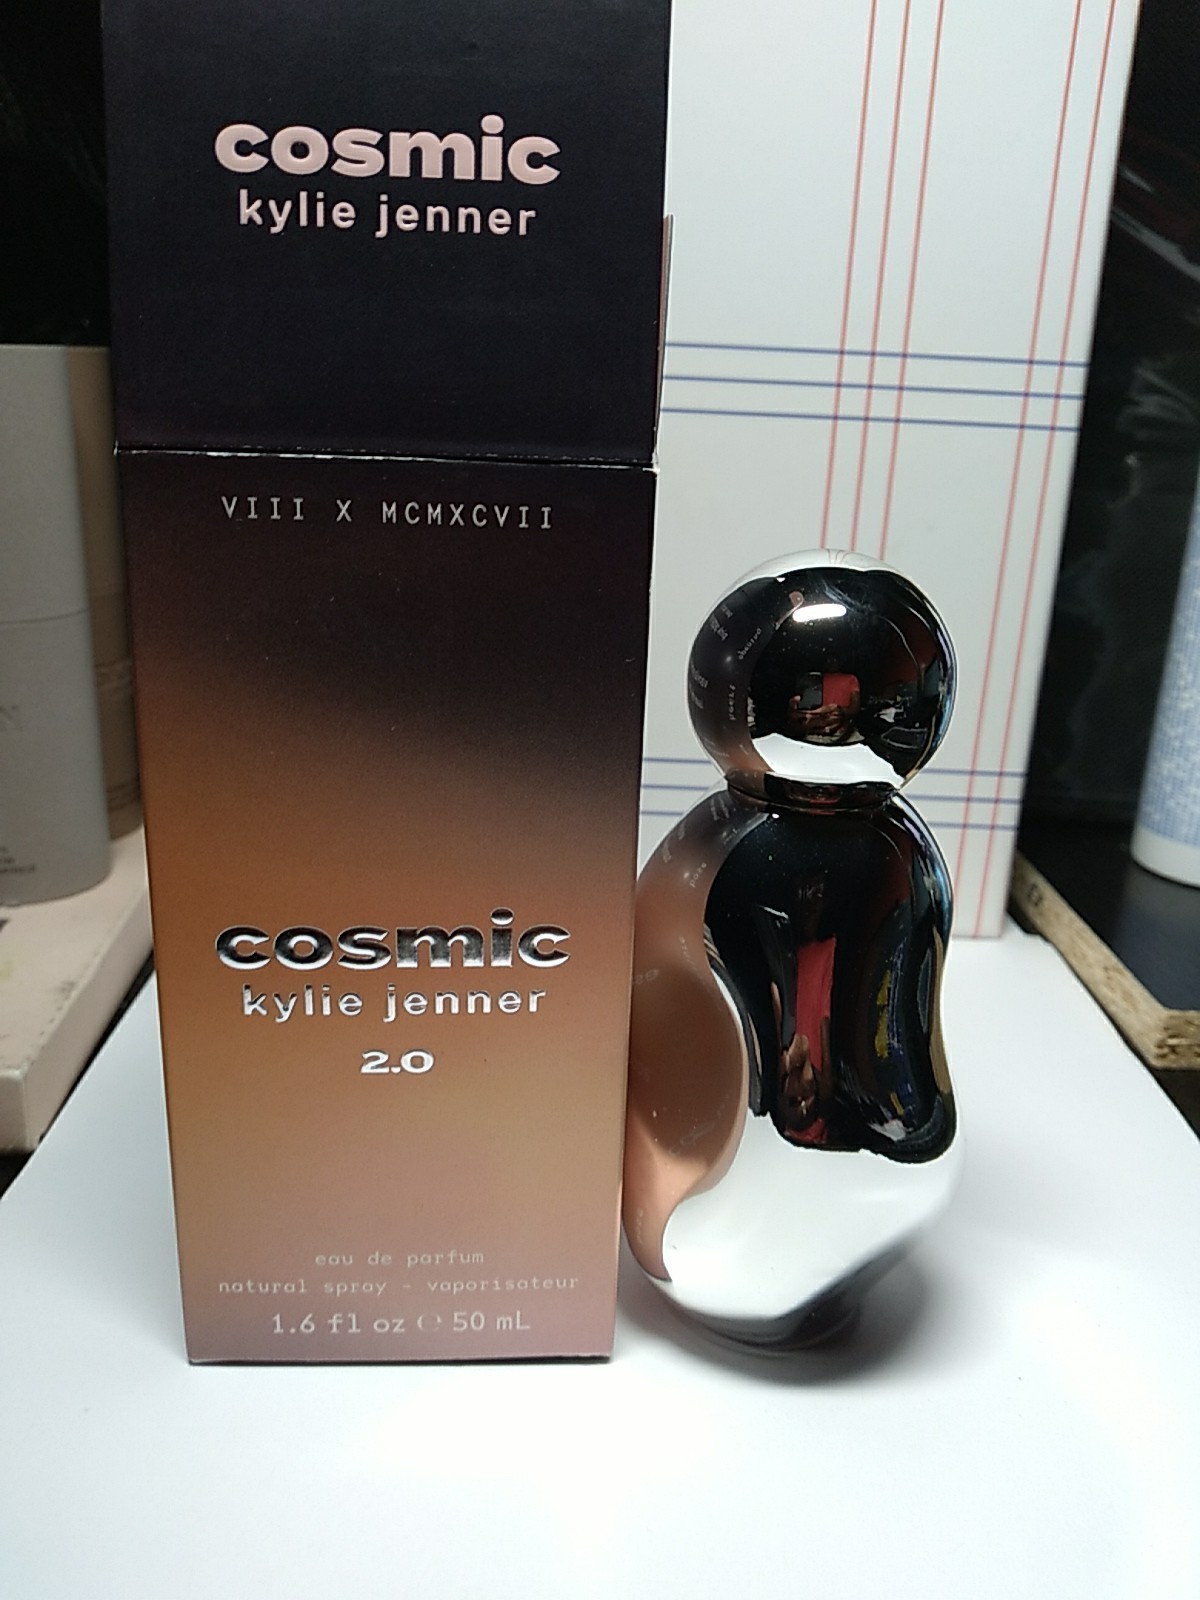 cosmic
kylie jenner
VIII X MCMXCVII
cosmic
kylie jenner
2.0
eau de parfum
natural spray - vaporisateur
1.6 fl oz ℮ 50 mL